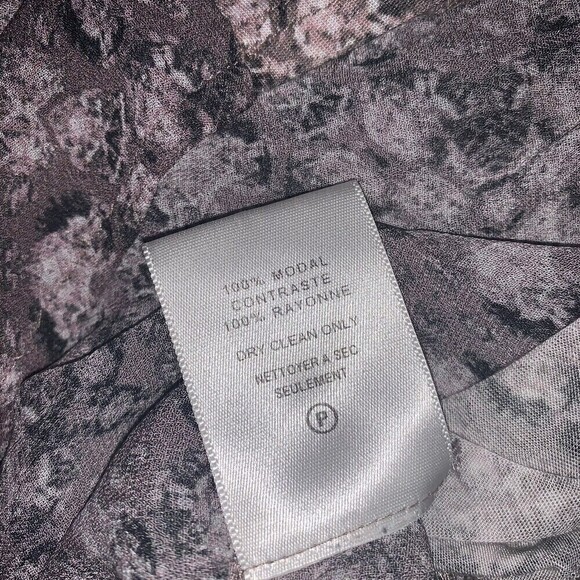 100% MODAL
CONTRASTE
100% RAYONNE
DRY CLEAN ONLY
NETTOYER A SEC
SEULEMENT
P